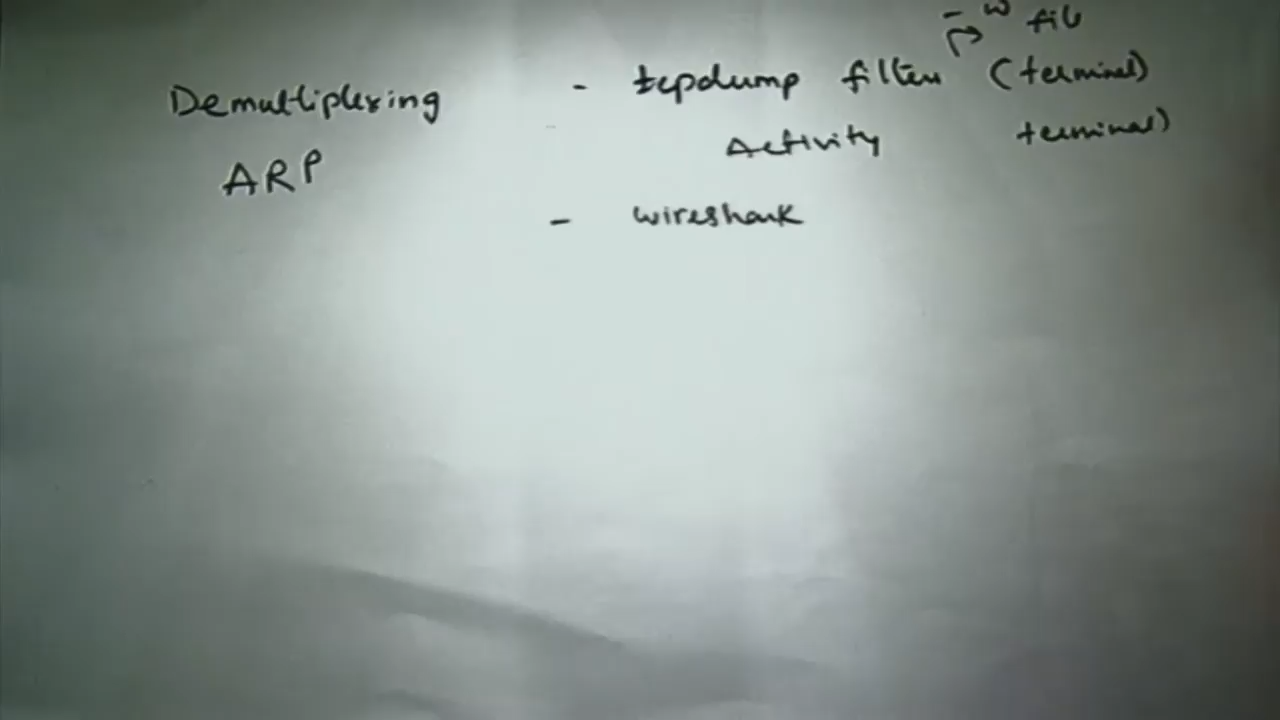 - w file
Demultiplexing - tcpdump filter (terminal)
Activity terminal)
ARP
- wireshark